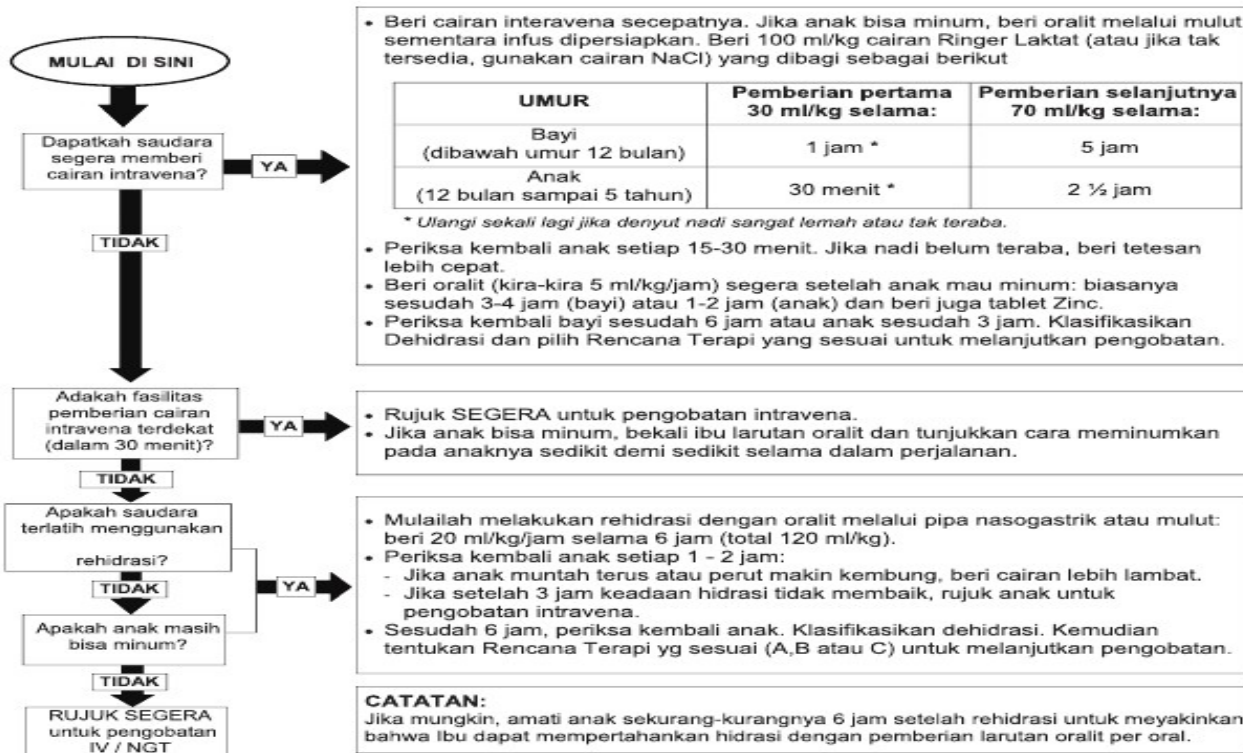 MULAI DI SINI
Dapatkah saudara
segera memberi
cairan intravena?
YA
• Beri cairan interavena secepatnya. Jika anak bisa minum, beri oralit melalui mulut
sementara infus dipersiapkan. Beri 100 ml/kg cairan Ringer Laktat (atau jika tak
tersedia, gunakan cairan NaCl) yang dibagi sebagai berikut
UMUR
Pemberian pertama
30 ml/kg selama:
Pemberian selanjutnya
70 ml/kg selama:
Bayi
(dibawah umur 12 bulan)
1 jam *
5 jam
Anak
(12 bulan sampai 5 tahun)
30 menit *
2 ½ jam
* Ulangi sekali lagi jika denyut nadi sangat lemah atau tak teraba.
• Periksa kembali anak setiap 15-30 menit. Jika nadi belum teraba, beri tetesan
lebih cepat.
• Beri oralit (kira-kira 5 ml/kg/jam) segera setelah anak mau minum: biasanya
sesudah 3-4 jam (bayi) atau 1-2 jam (anak) dan beri juga tablet Zinc.
• Periksa kembali bayi sesudah 6 jam atau anak sesudah 3 jam. Klasifikasikan
Dehidrasi dan pilih Rencana Terapi yang sesuai untuk melanjutkan pengobatan.
TIDAK
Adakah fasilitas
pemberian cairan
intravena terdekat
(dalam 30 menit)?
YA
• Rujuk SEGERA untuk pengobatan intravena.
• Jika anak bisa minum, bekali ibu larutan oralit dan tunjukkan cara meminumkan
pada anaknya sedikit demi sedikit selama dalam perjalanan.
TIDAK
Apakah saudara
terlatih menggunakan
rehidrasi?
TIDAK
Apakah anak masih
bisa minum?
YA
• Mulailah melakukan rehidrasi dengan oralit melalui pipa nasogastrik atau mulut:
beri 20 ml/kg/jam selama 6 jam (total 120 ml/kg).
• Periksa kembali anak setiap 1 - 2 jam:
- Jika anak muntah terus atau perut makin kembung, beri cairan lebih lambat.
- Jika setelah 3 jam keadaan hidrasi tidak membaik, rujuk anak untuk
pengobatan intravena.
• Sesudah 6 jam, periksa kembali anak. Klasifikasikan dehidrasi. Kemudian
tentukan Rencana Terapi yg sesuai (A,B atau C) untuk melanjutkan pengobatan.
TIDAK
RUJUK SEGERA
untuk pengobatan
IV / NGT
CATATAN:
Jika mungkin, amati anak sekurang-kurangnya 6 jam setelah rehidrasi untuk meyakinkan
bahwa Ibu dapat mempertahankan hidrasi dengan pemberian larutan oralit per oral.